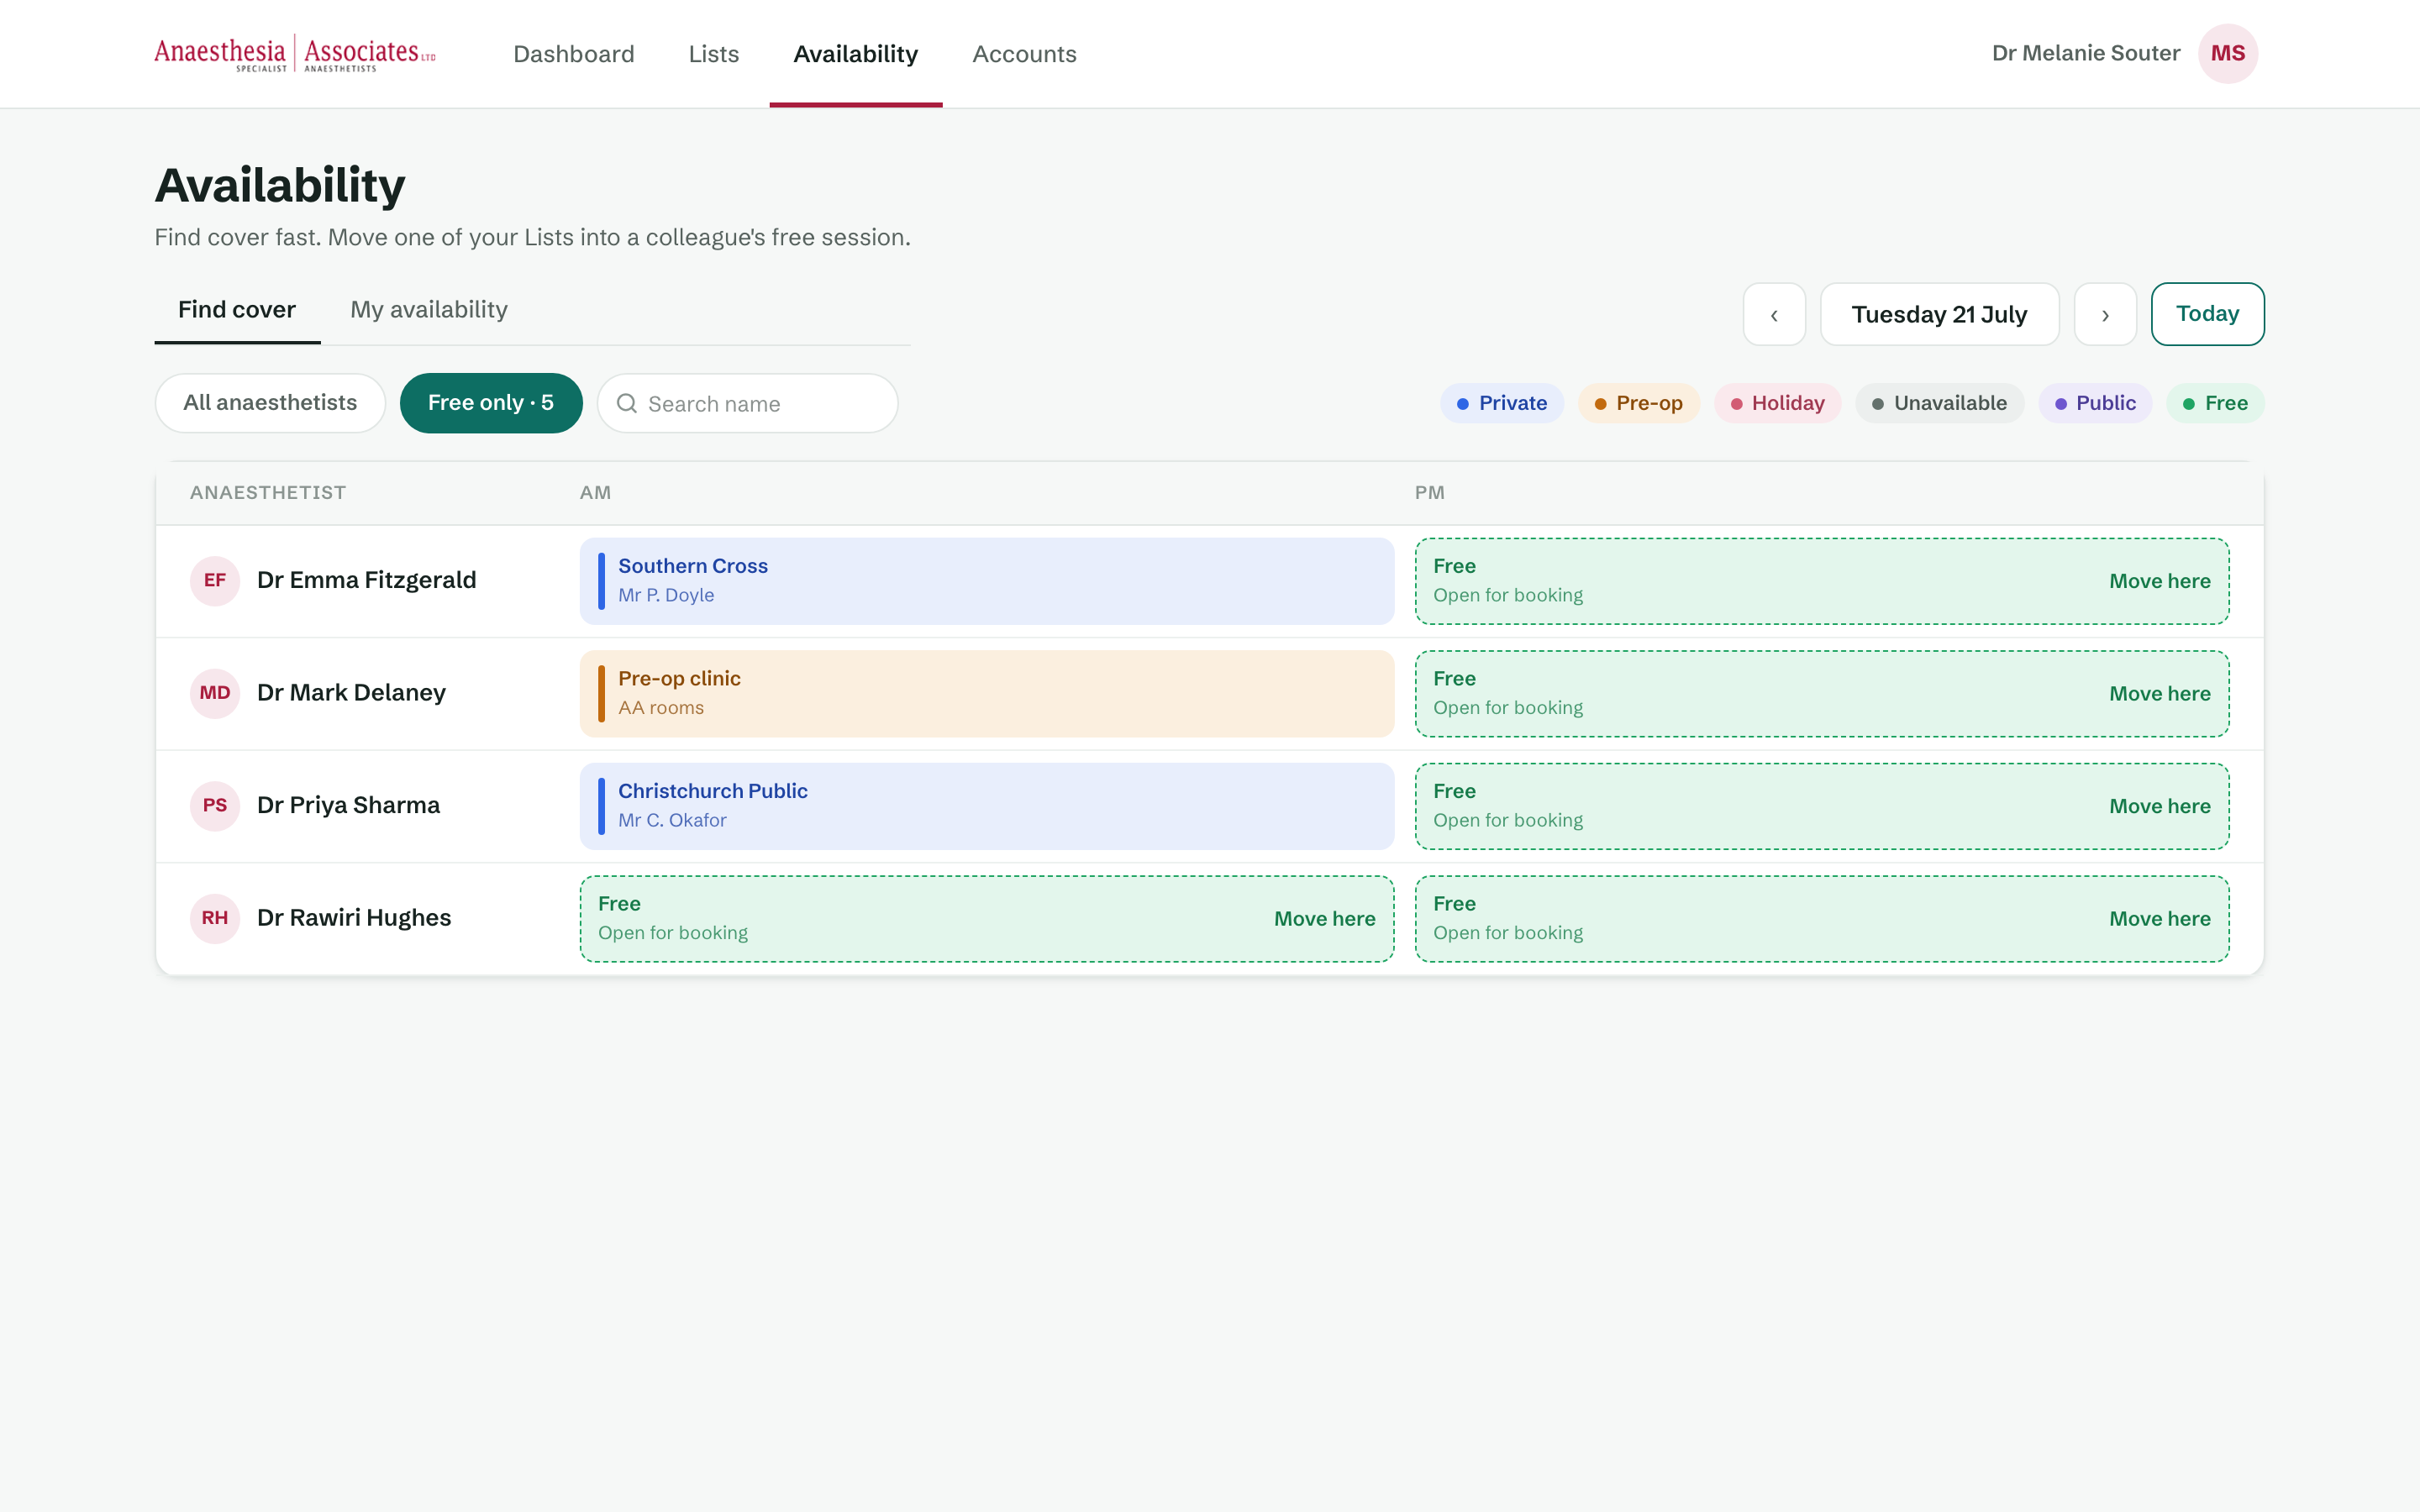 Anaesthesia | Associates LTD
SPECIALIST ANAESTHETISTS
Dashboard Lists Availability Accounts
Dr Melanie Souter MS
Availability
Find cover fast. Move one of your Lists into a colleague's free session.
Find cover My availability
‹ Tuesday 21 July › Today
All anaesthetists Free only · 5 Search name
Private Pre-op Holiday Unavailable Public Free
ANAESTHETIST AM PM
EF Dr Emma Fitzgerald
Southern Cross
Mr P. Doyle
Free
Open for booking
Move here
MD Dr Mark Delaney
Pre-op clinic
AA rooms
Free
Open for booking
Move here
PS Dr Priya Sharma
Christchurch Public
Mr C. Okafor
Free
Open for booking
Move here
RH Dr Rawiri Hughes
Free
Open for booking
Move here
Free
Open for booking
Move here